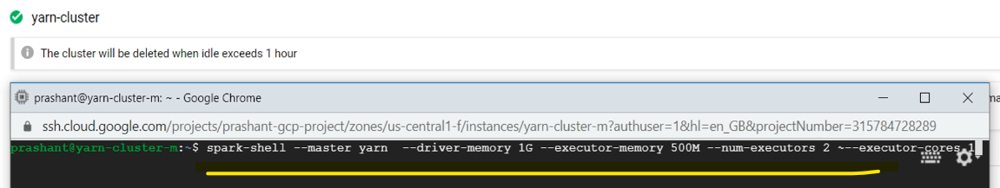 yarn-cluster
The cluster will be deleted when idle exceeds 1 hour
prashant@yarn-cluster-m: ~ - Google Chrome
ma
ssh.cloud.google.com/projects/prashant-gcp-project/zones/us-central1-f/instances/yarn-cluster-m?authuser=1&hl=en_GB&projectNumber=315784728289
prashant@yarn-cluster-m:~$ spark-shell --master yarn --driver-memory 1G --executor-memory 500M --num-executors 2 ~--executor-cores 1